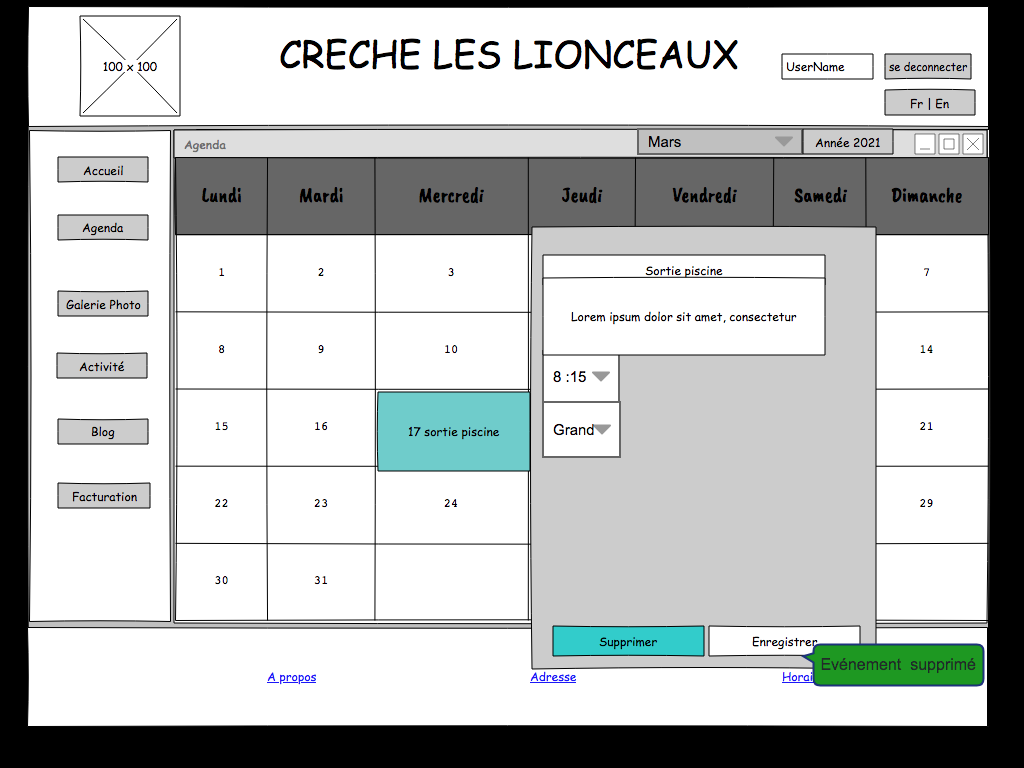 100 x 100
CRECHE LES LIONCEAUX
UserName
se deconnecter
Fr | En
Accueil
Agenda
Galerie Photo
Activité
Blog
Facturation
Agenda
Mars
Année 2021
Lundi Mardi Mercredi Jeudi Vendredi Samedi Dimanche
1 2 3 7
8 9 10 14
15 16 17 sortie piscine 21
22 23 24 29
30 31
Sortie piscine
Lorem ipsum dolor sit amet, consectetur
8 :15
Grand
Supprimer
Enregistrer
Evénement supprimé
A propos
Adresse